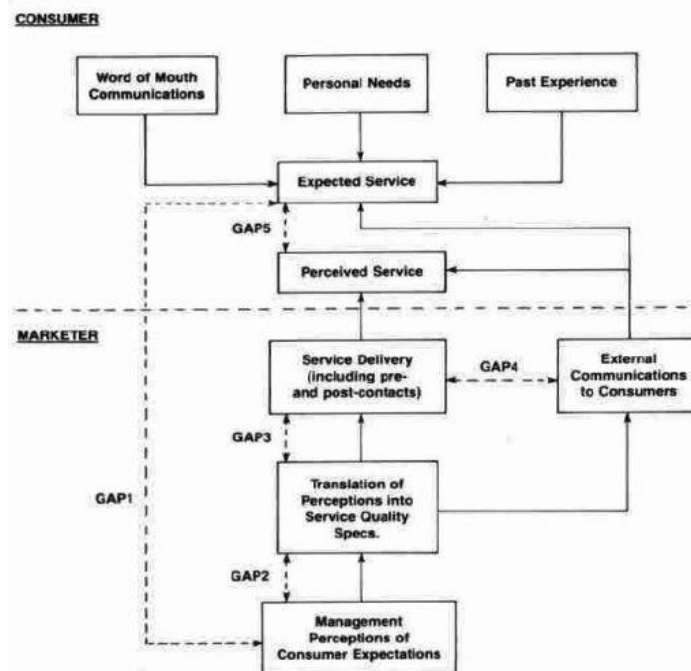 CONSUMER
Word of Mouth
Communications
Personal Needs
Past Experience
Expected Service
GAP5
Perceived Service
MARKETER
Service Delivery
(including pre-
and post-contacts)
GAP4
External
Communications
to Consumers
GAP3
Translation of
Perceptions into
Service Quality
Specs.
GAP1
GAP2
Management
Perceptions of
Consumer Expectations